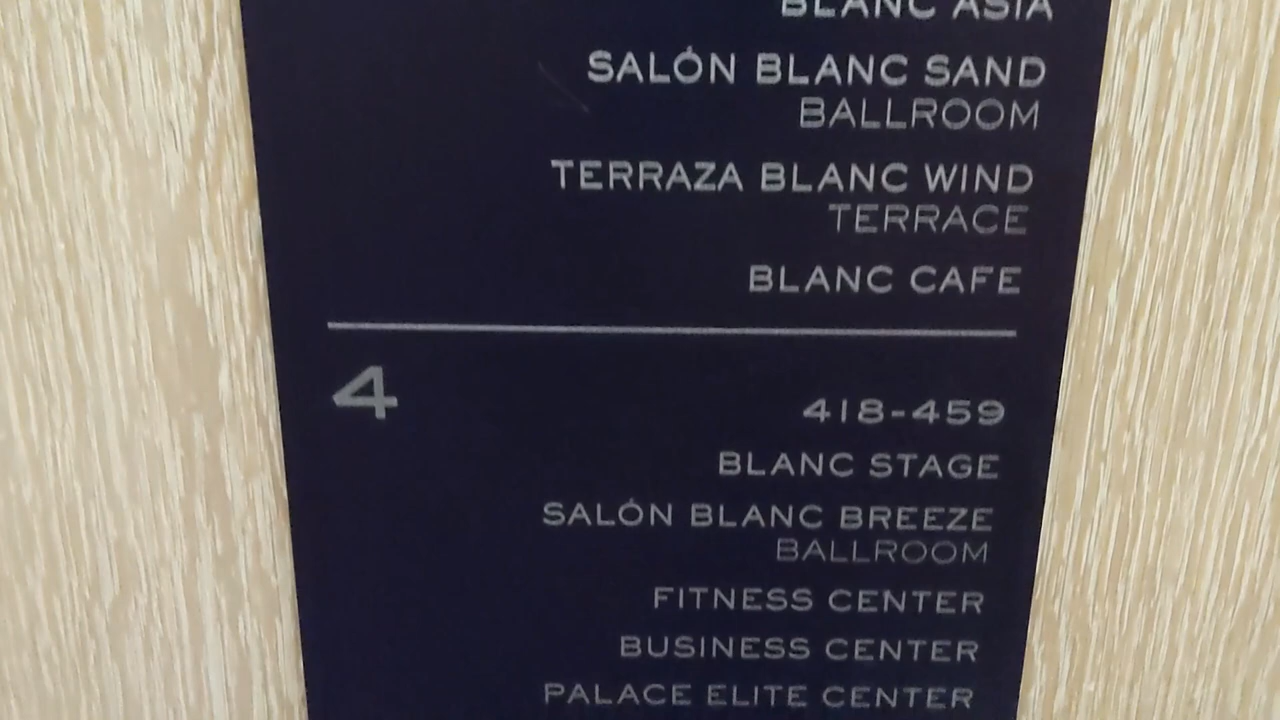 BLANC ASIA
SALÓN BLANC SAND
BALLROOM
TERRAZA BLANC WIND
TERRACE
BLANC CAFE
4
418-459
BLANC STAGE
SALÓN BLANC BREEZE
BALLROOM
FITNESS CENTER
BUSINESS CENTER
PALACE ELITE CENTER